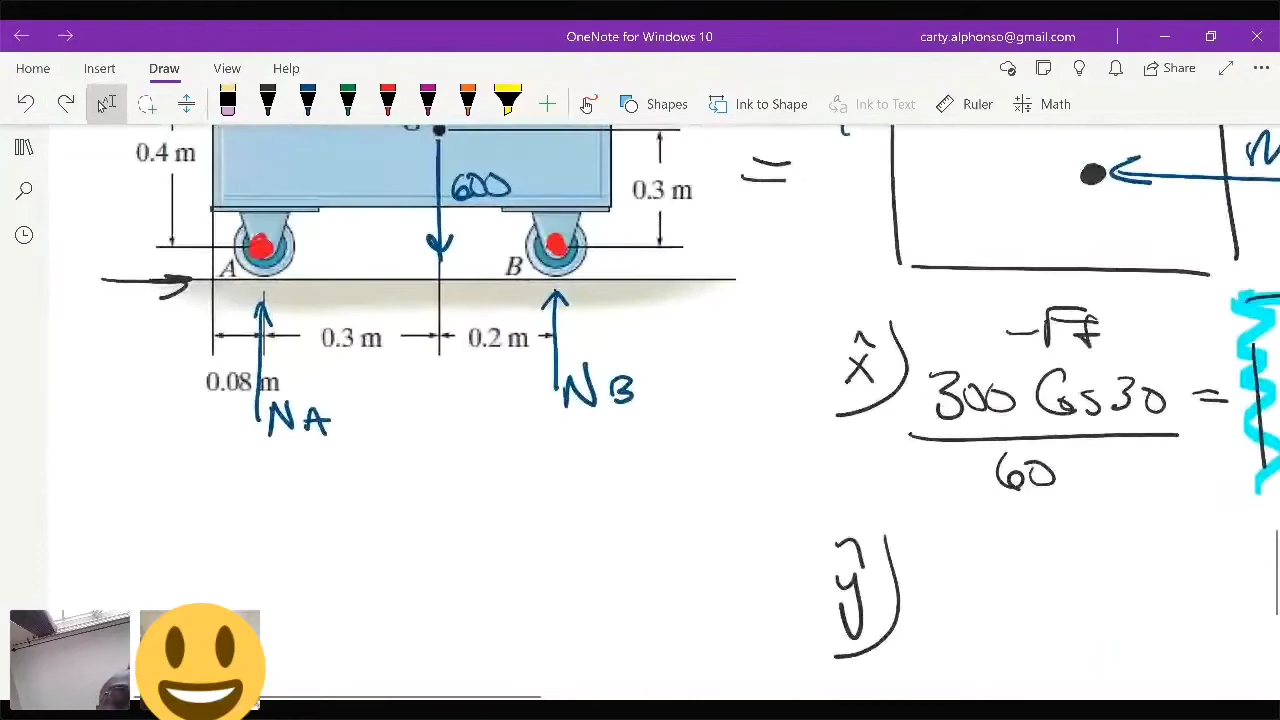 OneNote for Windows 10
carty.alphonso@gmail.com
Home
Insert
Draw
View
Help
Shapes
Ink to Shape
Ink to Text
Ruler
Math
Share
0.4 m
600
0.3 m
A
B
0.3 m
0.2 m
0.08 m
NA
NB
=
x̂)
300 Cos 30 =
60
ŷ)